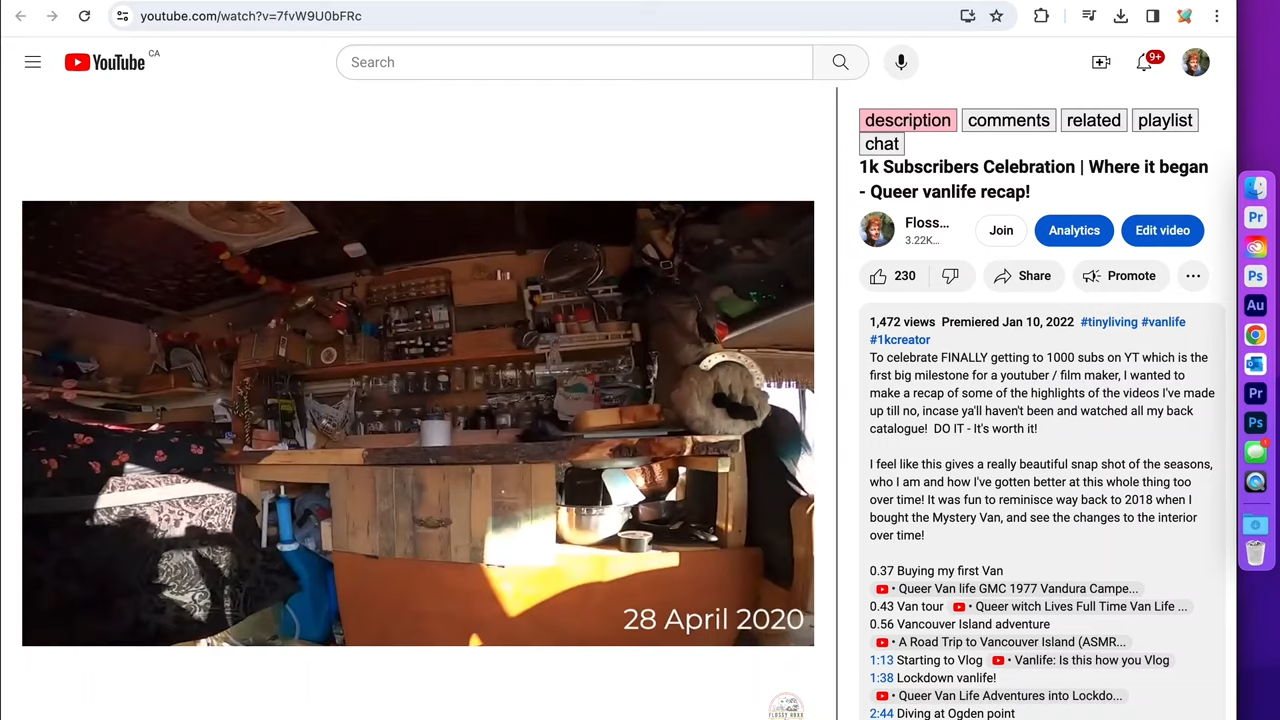 youtube.com/watch?v=7fvW9U0bFRc
YouTube CA
Search
9+
description comments related playlist
chat
1k Subscribers Celebration | Where it began
- Queer vanlife recap!
Floss...
3.22K...
Join
Analytics
Edit video
230
Share
Promote
1,472 views Premiered Jan 10, 2022 #tinyliving #vanlife
#1kcreator
To celebrate FINALLY getting to 1000 subs on YT which is the
first big milestone for a youtuber / film maker, I wanted to
make a recap of some of the highlights of the videos I've made
up till no, incase ya'll haven't been and watched all my back
catalogue! DO IT - It's worth it!
I feel like this gives a really beautiful snap shot of the seasons,
who I am and how I've gotten better at this whole thing too
over time! It was fun to reminisce way back to 2018 when I
bought the Mystery Van, and see the changes to the interior
over time!
0.37 Buying my first Van
• Queer Van life GMC 1977 Vandura Campe...
0.43 Van tour • Queer witch Lives Full Time Van Life ...
0.56 Vancouver Island adventure
• A Road Trip to Vancouver Island (ASMR...
1:13 Starting to Vlog • Vanlife: Is this how you Vlog
1:38 Lockdown vanlife!
• Queer Van Life Adventures into Lockdo...
2:44 Diving at Ogden point
28 April 2020
FLOSSY ROXX
Pr
Ps
Au
Pr
Ps
1